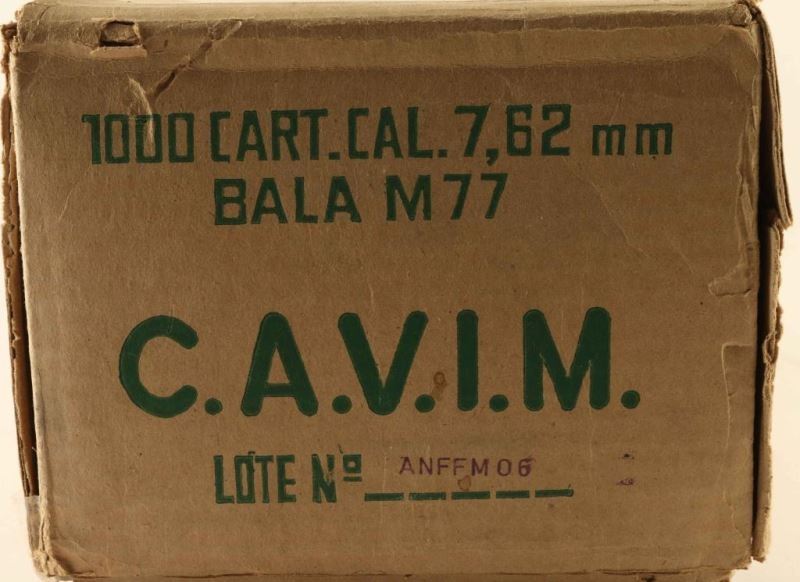 1000 CART.CAL.7,62 mm
BALA M77
C.A.V.I.M.
LOTE Nº ANFFM06